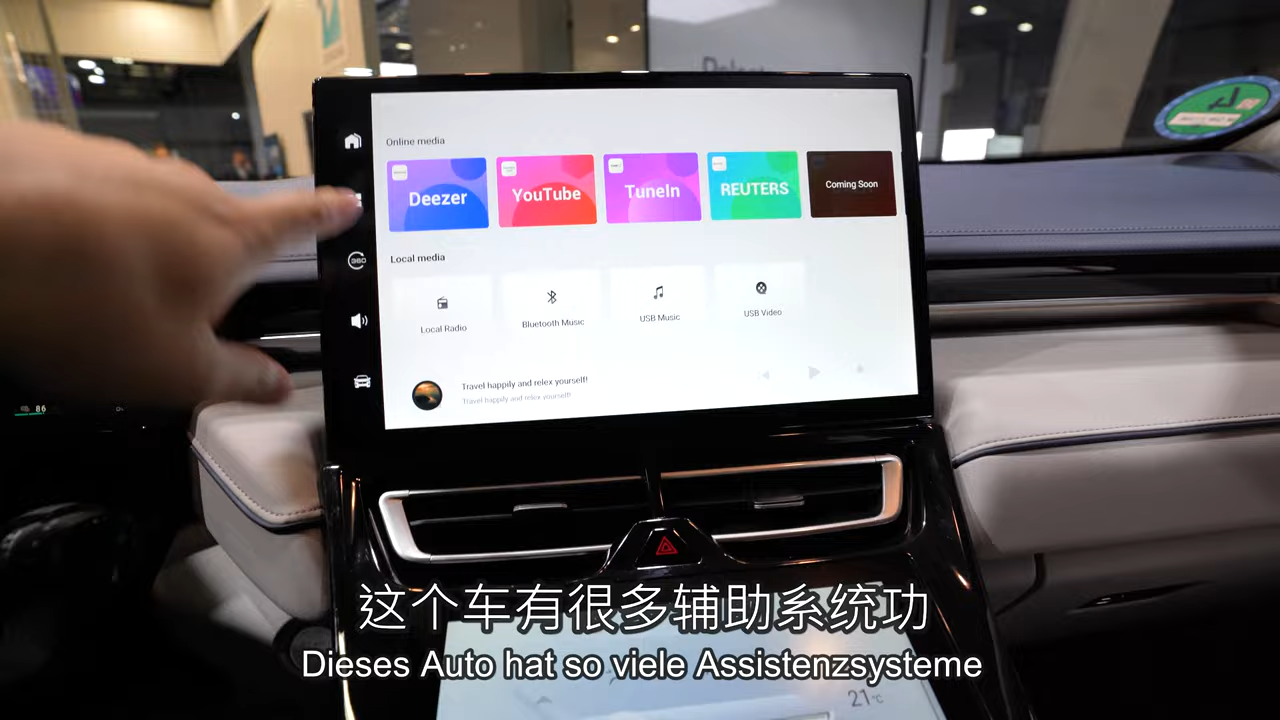 Online media
Deezer
YouTube
TuneIn
REUTERS
Coming Soon
Local media
360
Local Radio
Bluetooth Music
USB Music
USB Video
Travel happily and relex yourself!
Travel happily and relex yourself!
86
这个车有很多辅助系统功
Dieses Auto hat so viele Assistenzsysteme
21°C